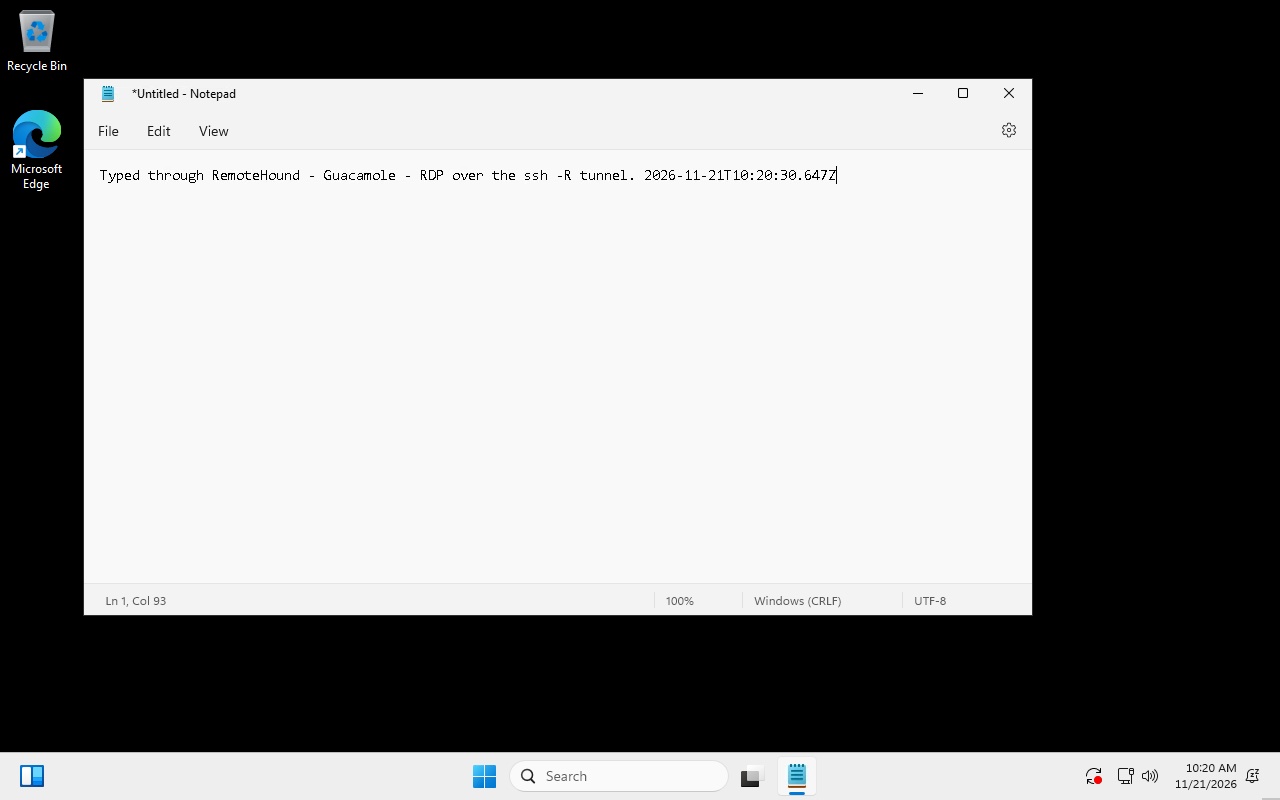 Recycle Bin
Microsoft
Edge
*Untitled - Notepad
File Edit View
Typed through RemoteHound - Guacamole - RDP over the ssh -R tunnel. 2026-11-21T10:20:30.647Z
Ln 1, Col 93 100% Windows (CRLF) UTF-8
Search
10:20 AM
11/21/2026